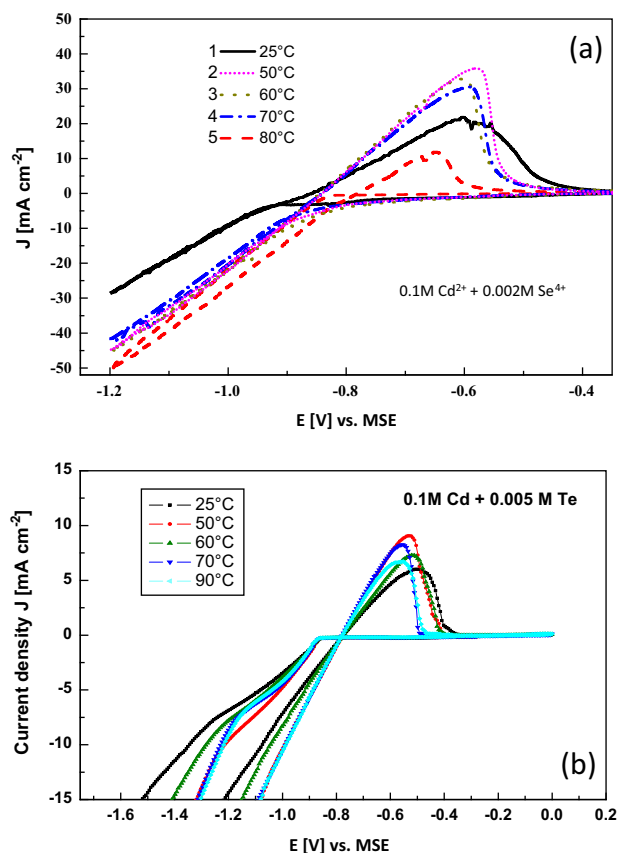 (a)
1 25°C
2 50°C
3 60°C
4 70°C
5 80°C
50
40
30
20
10
0
-10
-20
-30
-40
-50
J [mA cm-2]
0.1M Cd2+ + 0.002M Se4+
-1.2 -1.0 -0.8 -0.6 -0.4
E [V] vs. MSE
15
10
5
0
-5
-10
-15
Current density J [mA cm-2]
25°C
50°C
60°C
70°C
90°C
0.1M Cd + 0.005 M Te
(b)
-1.6 -1.4 -1.2 -1.0 -0.8 -0.6 -0.4 -0.2 0.0 0.2
E [V] vs. MSE